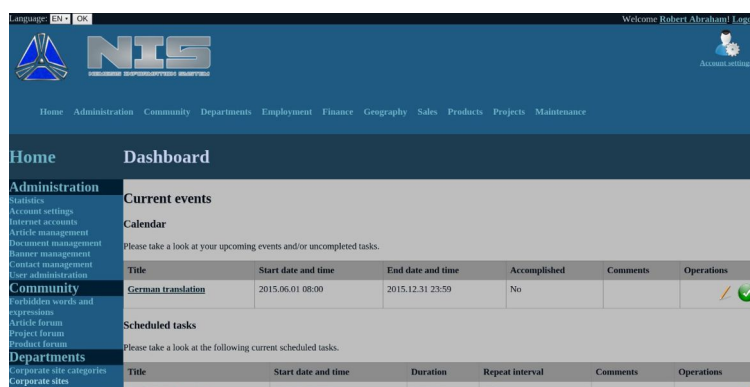 Language: EN OK
Welcome Robert Abraham! Logo
NIS
NEMESIS INFORMATION SYSTEM
Account setting
Home Administration Community Departments Employment Finance Geography Sales Products Projects Maintenance
Home
Dashboard
Administration
Statistics
Account settings
Internet accounts
Article management
Document management
Banner management
Contact management
User administration
Community
Forbidden words and
expressions
Article forum
Project forum
Product forum
Departments
Corporate site categories
Corporate sites
Current events
Calendar
Please take a look at your upcoming events and/or uncompleted tasks.
Title Start date and time End date and time Accomplished Comments Operations
German translation 2015.06.01 08:00 2015.12.31 23:59 No
Scheduled tasks
Please take a look at the following current scheduled tasks.
Title Start date and time Duration Repeat interval Comments Operations